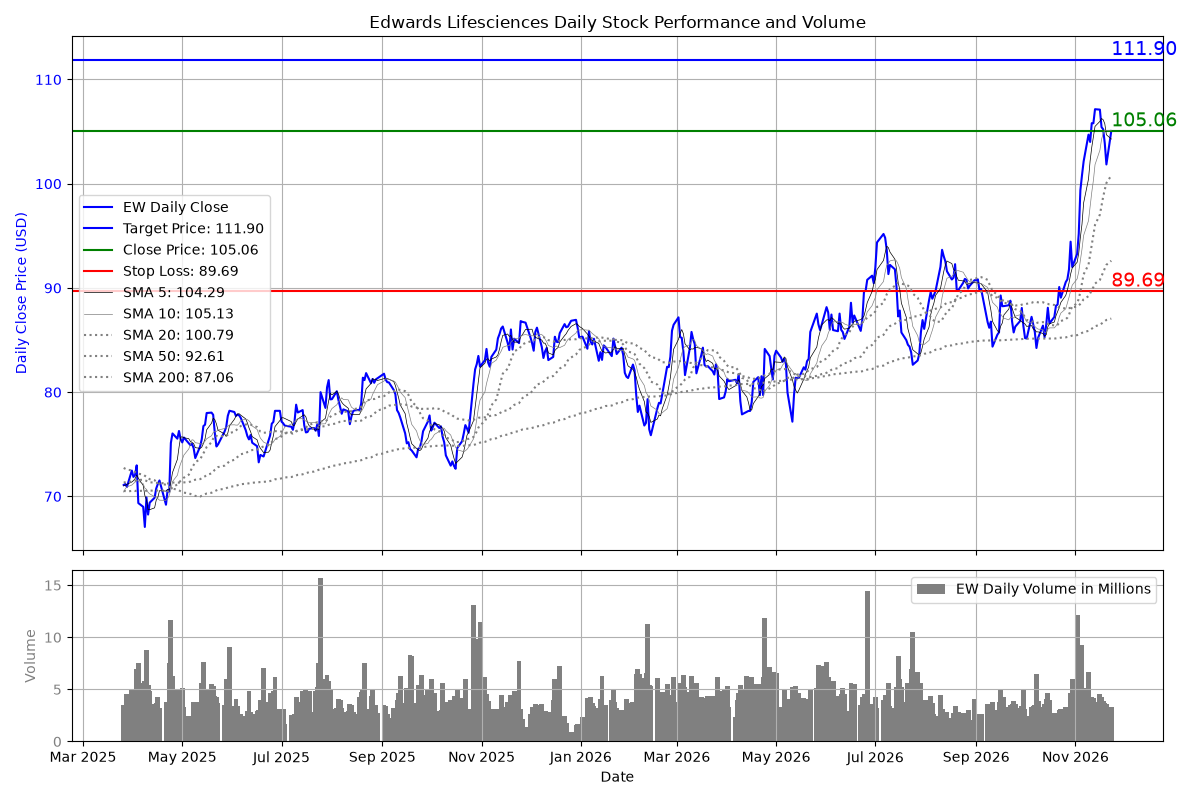 Edwards Lifesciences Daily Stock Performance and Volume
111.90
110
105.06
100
EW Daily Close
Target Price: 111.90
Close Price: 105.06
Stop Loss: 89.69
SMA 5: 104.29
SMA 10: 105.13
SMA 20: 100.79
SMA 50: 92.61
SMA 200: 87.06
89.69
90
80
70
Daily Close Price (USD)
EW Daily Volume in Millions
15
10
5
0
Volume
Mar 2025 May 2025 Jul 2025 Sep 2025 Nov 2025 Jan 2026 Mar 2026 May 2026 Jul 2026 Sep 2026 Nov 2026
Date